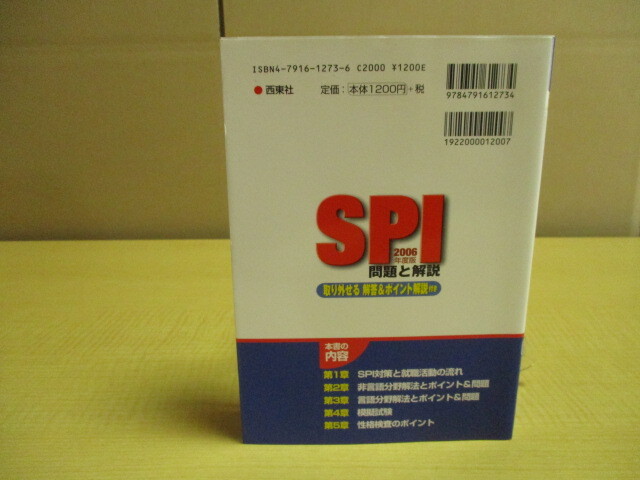 ISBN4-7916-1273-6 C2000 ¥1200E
西東社 定価：本体1200円+税
9784791612734
1922000012007
SPI
2006
年度版
問題と解説
取り外せる 解答&ポイント解説付き
本書の
内容
第1章 SPI対策と就職活動の流れ
第2章 非言語分野解法とポイント&問題
第3章 言語分野解法とポイント&問題
第4章 模擬試験
第5章 性格検査のポイント